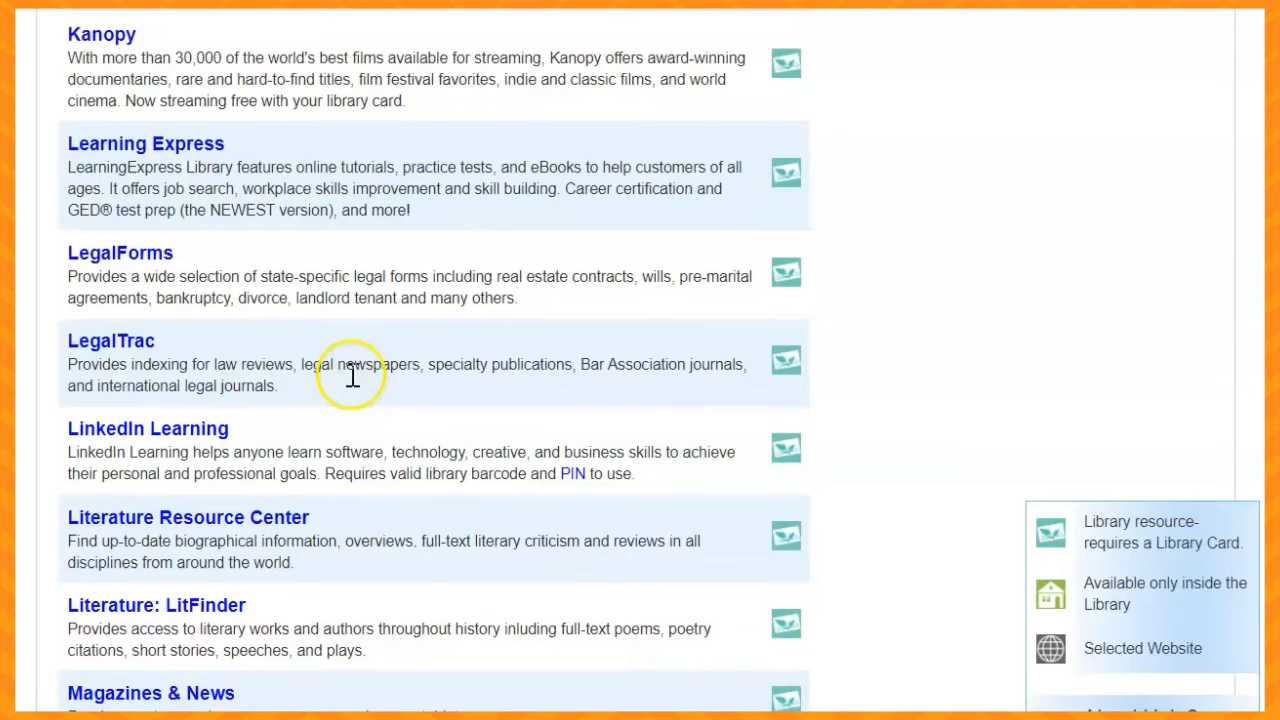 Kanopy
With more than 30,000 of the world's best films available for streaming, Kanopy offers award-winning
documentaries, rare and hard-to-find titles, film festival favorites, indie and classic films, and world
cinema. Now streaming free with your library card.
Learning Express
LearningExpress Library features online tutorials, practice tests, and eBooks to help customers of all
ages. It offers job search, workplace skills improvement and skill building. Career certification and
GED® test prep (the NEWEST version), and more!
LegalForms
Provides a wide selection of state-specific legal forms including real estate contracts, wills, pre-marital
agreements, bankruptcy, divorce, landlord tenant and many others.
LegalTrac
Provides indexing for law reviews, legal newspapers, specialty publications, Bar Association journals,
and international legal journals.
LinkedIn Learning
LinkedIn Learning helps anyone learn software, technology, creative, and business skills to achieve
their personal and professional goals. Requires valid library barcode and PIN to use.
Literature Resource Center
Find up-to-date biographical information, overviews. full-text literary criticism and reviews in all
disciplines from around the world.
Literature: LitFinder
Provides access to literary works and authors throughout history inluding full-text poems, poetry
citations, short stories, speeches, and plays.
Magazines & News
Library resource-
requires a Library Card.
Available only inside the
Library
Selected Website